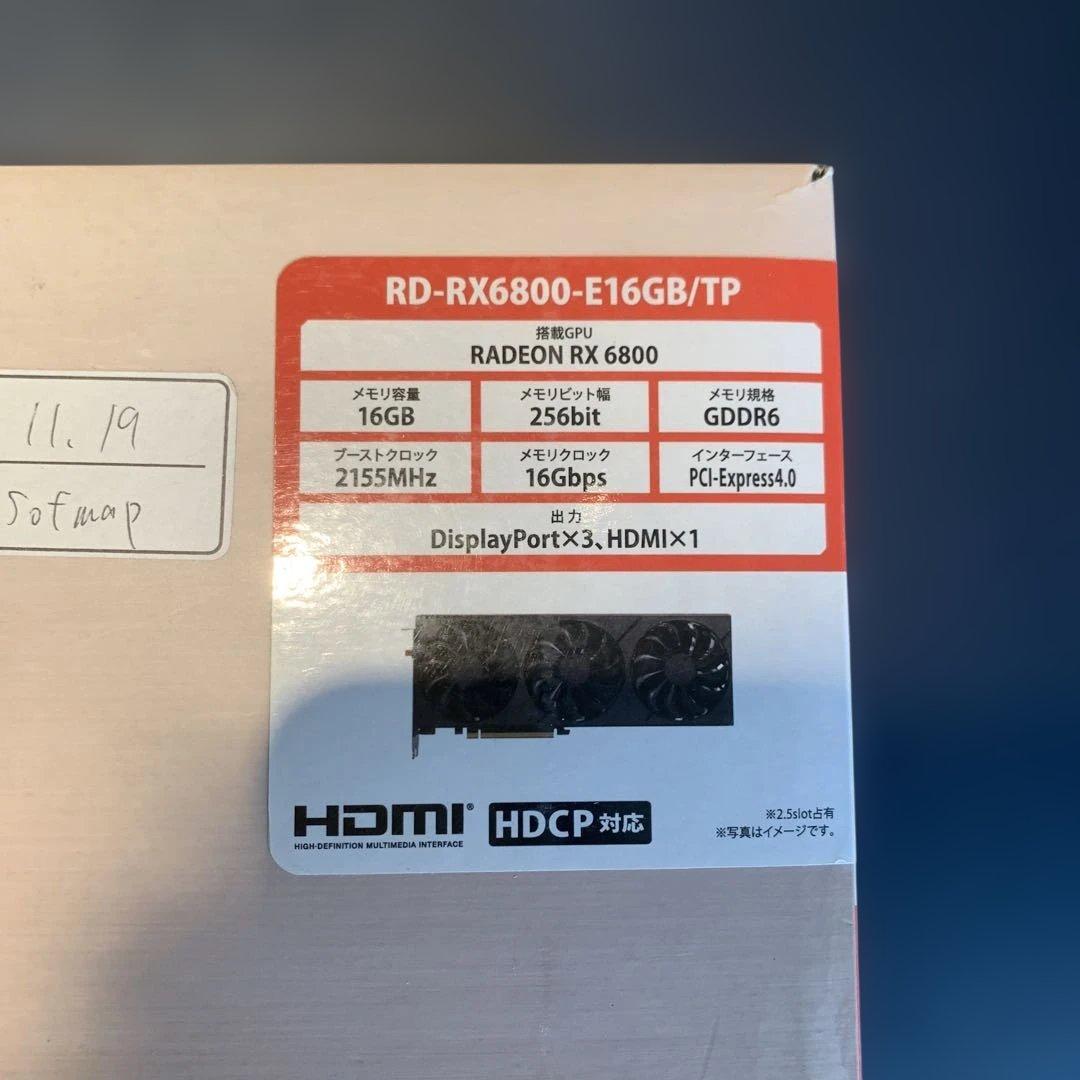 11.19
Sofmap
RD-RX6800-E16GB/TP
搭載GPU
RADEON RX 6800
メモリ容量
16GB
メモリビット幅
256bit
メモリ規格
GDDR6
ブーストクロック
2155MHz
メモリクロック
16Gbps
インターフェース
PCI-Express4.0
出力
DisplayPort×3、HDMI×1
HDMI®
HIGH-DEFINITION MULTIMEDIA INTERFACE
HDCP 対応
※2.5slot占有
※写真はイメージです。